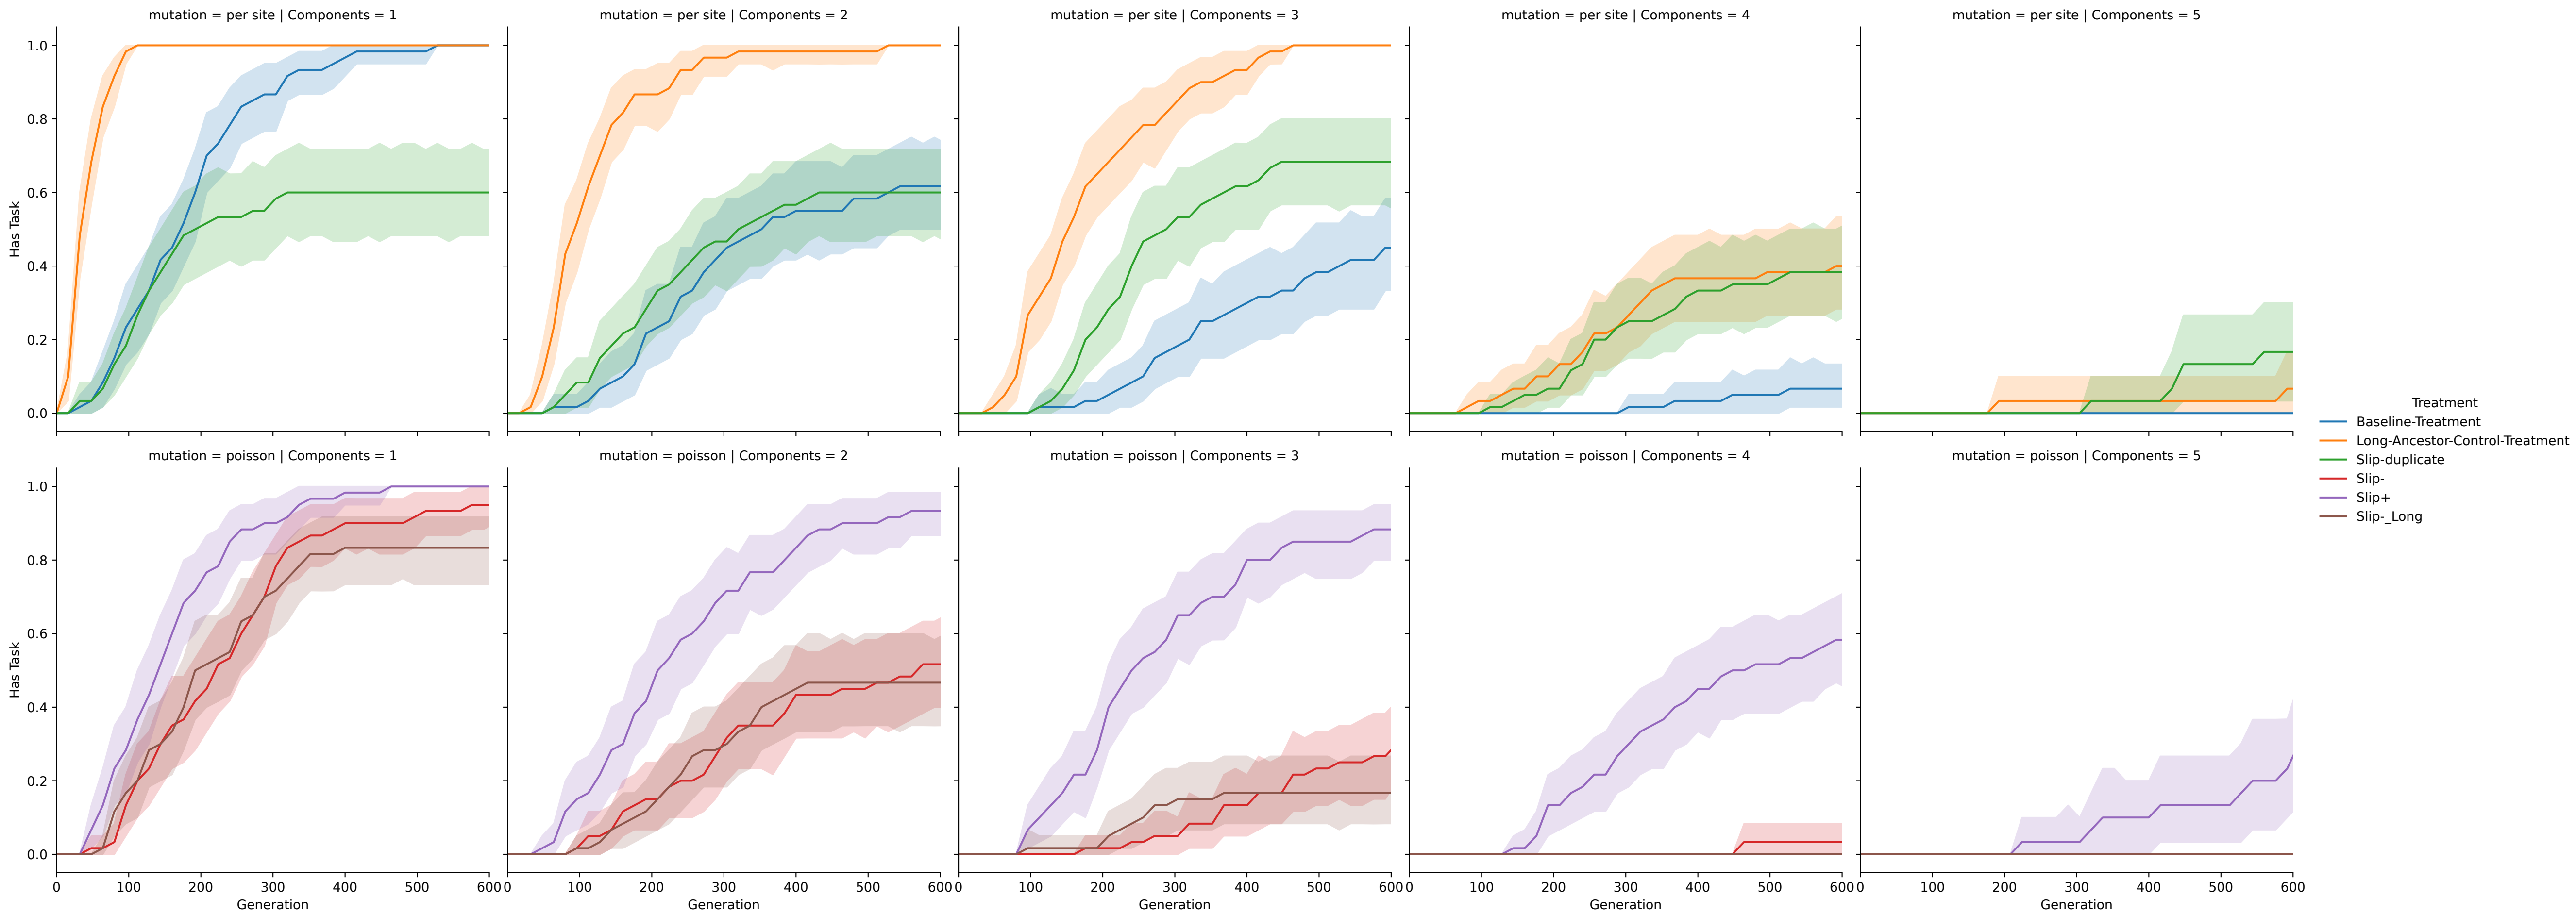 mutation = per site | Components = 1
mutation = per site | Components = 2
mutation = per site | Components = 3
mutation = per site | Components = 4
mutation = per site | Components = 5
1.0
0.8
0.6
0.4
0.2
0.0
Has Task
mutation = poisson | Components = 1
mutation = poisson | Components = 2
mutation = poisson | Components = 3
mutation = poisson | Components = 4
mutation = poisson | Components = 5
1.0
0.8
0.6
0.4
0.2
0.0
Has Task
0 100 200 300 400 500 600
0 100 200 300 400 500 600
0 100 200 300 400 500 600
0 100 200 300 400 500 600
0 100 200 300 400 500 600
Generation
Generation
Generation
Generation
Generation
Treatment
Baseline-Treatment
Long-Ancestor-Control-Treatment
Slip-duplicate
Slip-
Slip+
Slip-_Long